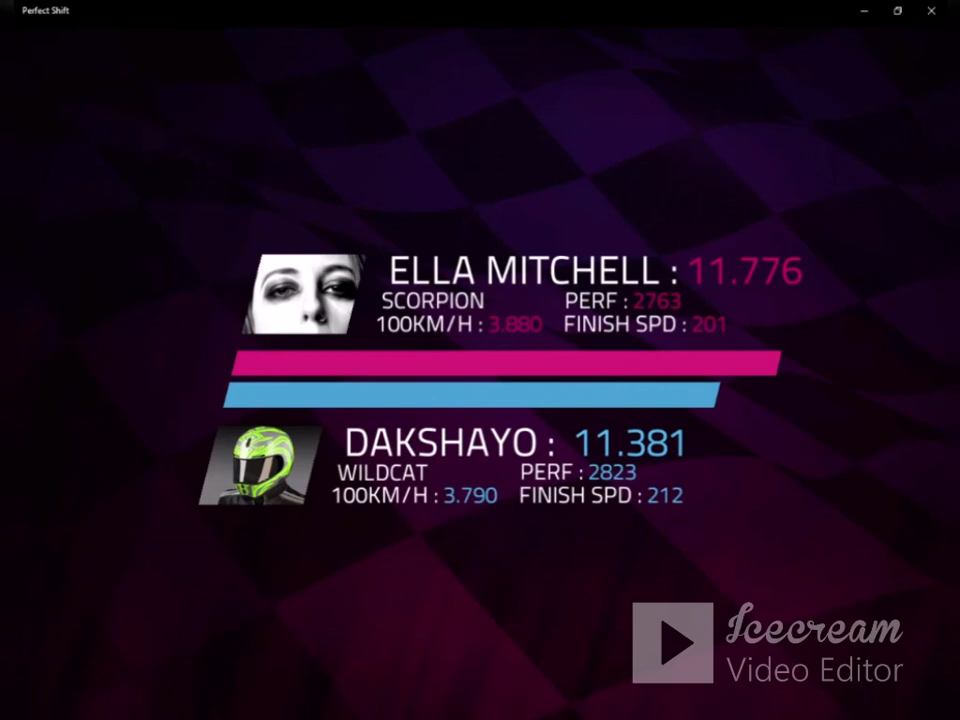 Perfect Shift
ELLA MITCHELL : 11.776
SCORPION PERF : 2763
100KM/H : 3.880 FINISH SPD : 201
DAKSHAYO : 11.381
WILDCAT PERF : 2823
100KM/H : 3.790 FINISH SPD : 212
Icecream
Video Editor